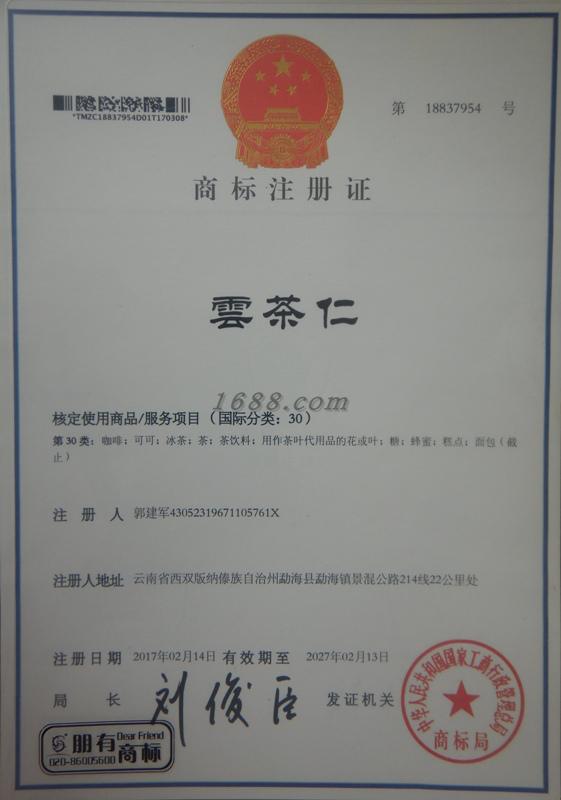 *TMZC18837954D01T170308*
第 18837954 号
商标注册证
雲茶仁
1688.com
核定使用商品/服务项目（国际分类：30）
第30类：咖啡；可可；冰茶；茶；茶饮料；用作茶叶代用品的花或叶；糖；蜂蜜；糕点；面包（截
止）
注册人 郭建军43052319671105761X
注册人地址 云南省西双版纳傣族自治州勐海县勐海镇景混公路214线22公里处
注册日期 2017年02月14日 有效期至 2027年02月13日
局长 刘俊臣 发证机关
中华人民共和国国家工商行政管理总局
商标局
朋有 Dear Friend 商标
020-86005600